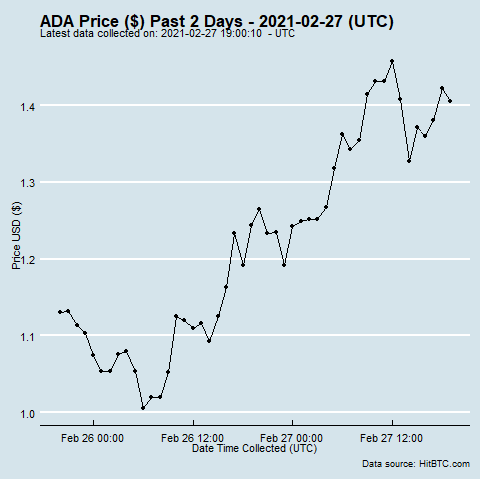 ADA Price ($) Past 2 Days - 2021-02-27 (UTC)
Latest data collected on: 2021-02-27 19:00:10 - UTC
Price USD ($)
1.4
1.3
1.2
1.1
1.0
Feb 26 00:00 Feb 26 12:00 Feb 27 00:00 Feb 27 12:00
Date Time Collected (UTC)
Data source: HitBTC.com